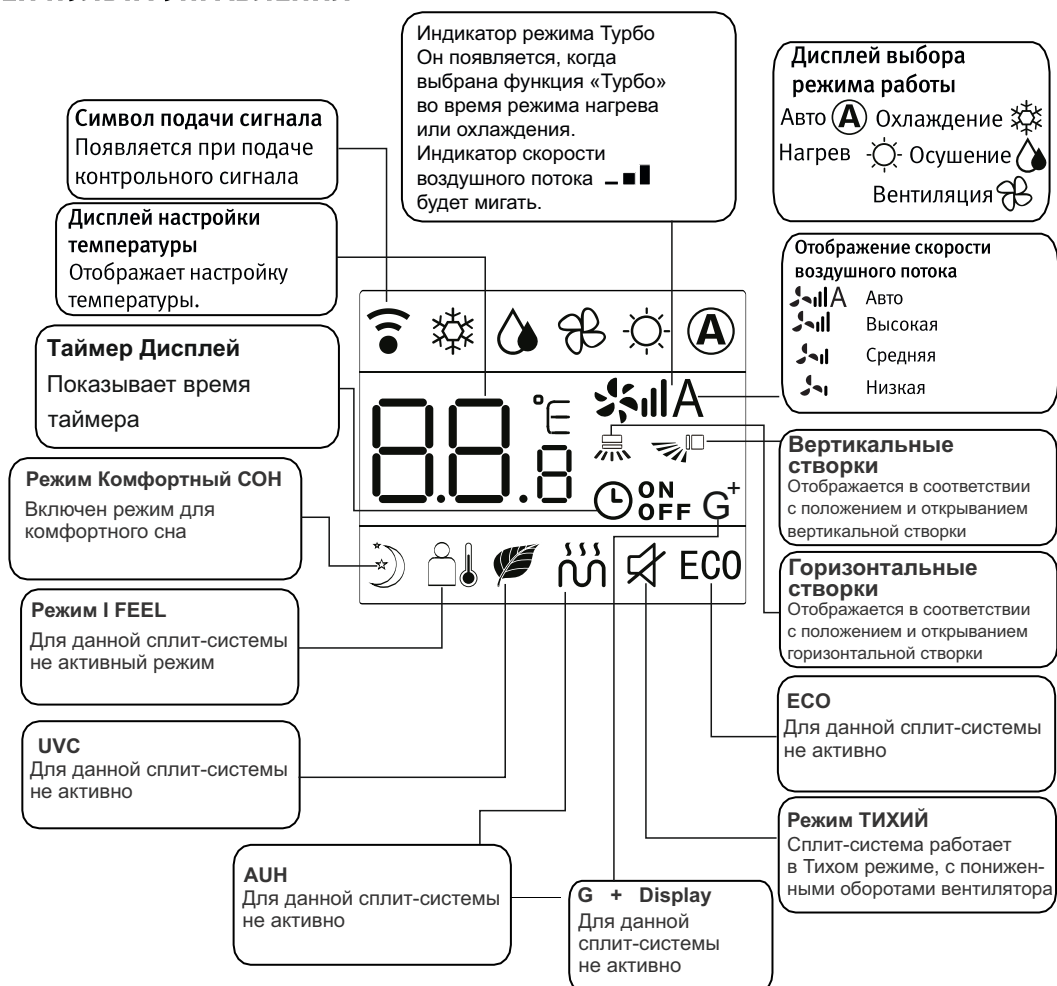 Индикатор режима Турбо
Он появляется, когда
выбрана функция «Турбо»
во время режима нагрева
или охлаждения.
Индикатор скорости
воздушного потока
будет мигать.
Дисплей выбора
режима работы
Авто A Охлаждение
Нагрев Осушение
Вентиляция
Символ подачи сигнала
Появляется при подаче
контрольного сигнала
Дисплей настройки
температуры
Отображает настройку
температуры.
Отображение скорости
воздушного потока
A Авто
Высокая
Средняя
Низкая
Таймер Дисплей
Показывает время
таймера
A
88.8 °E
A
ON
OFF G+
ECO
Вертикальные
створки
Отображается в соответствии
с положением и открыванием
вертикальной створки
Режим Комфортный СОН
Включен режим для
комфортного сна
Горизонтальные
створки
Отображается в соответствии
с положением и открыванием
горизонтальной створки
Режим I FEEL
Для данной сплит-системы
не активный режим
ECO
Для данной сплит-системы
не активно
UVC
Для данной сплит-системы
не активно
Режим ТИХИЙ
Сплит-система работает
в Тихом режиме, с понижен-
ными оборотами вентилятора
AUH
Для данной сплит-системы
не активно
G + Display
Для данной
сплит-системы
не активно